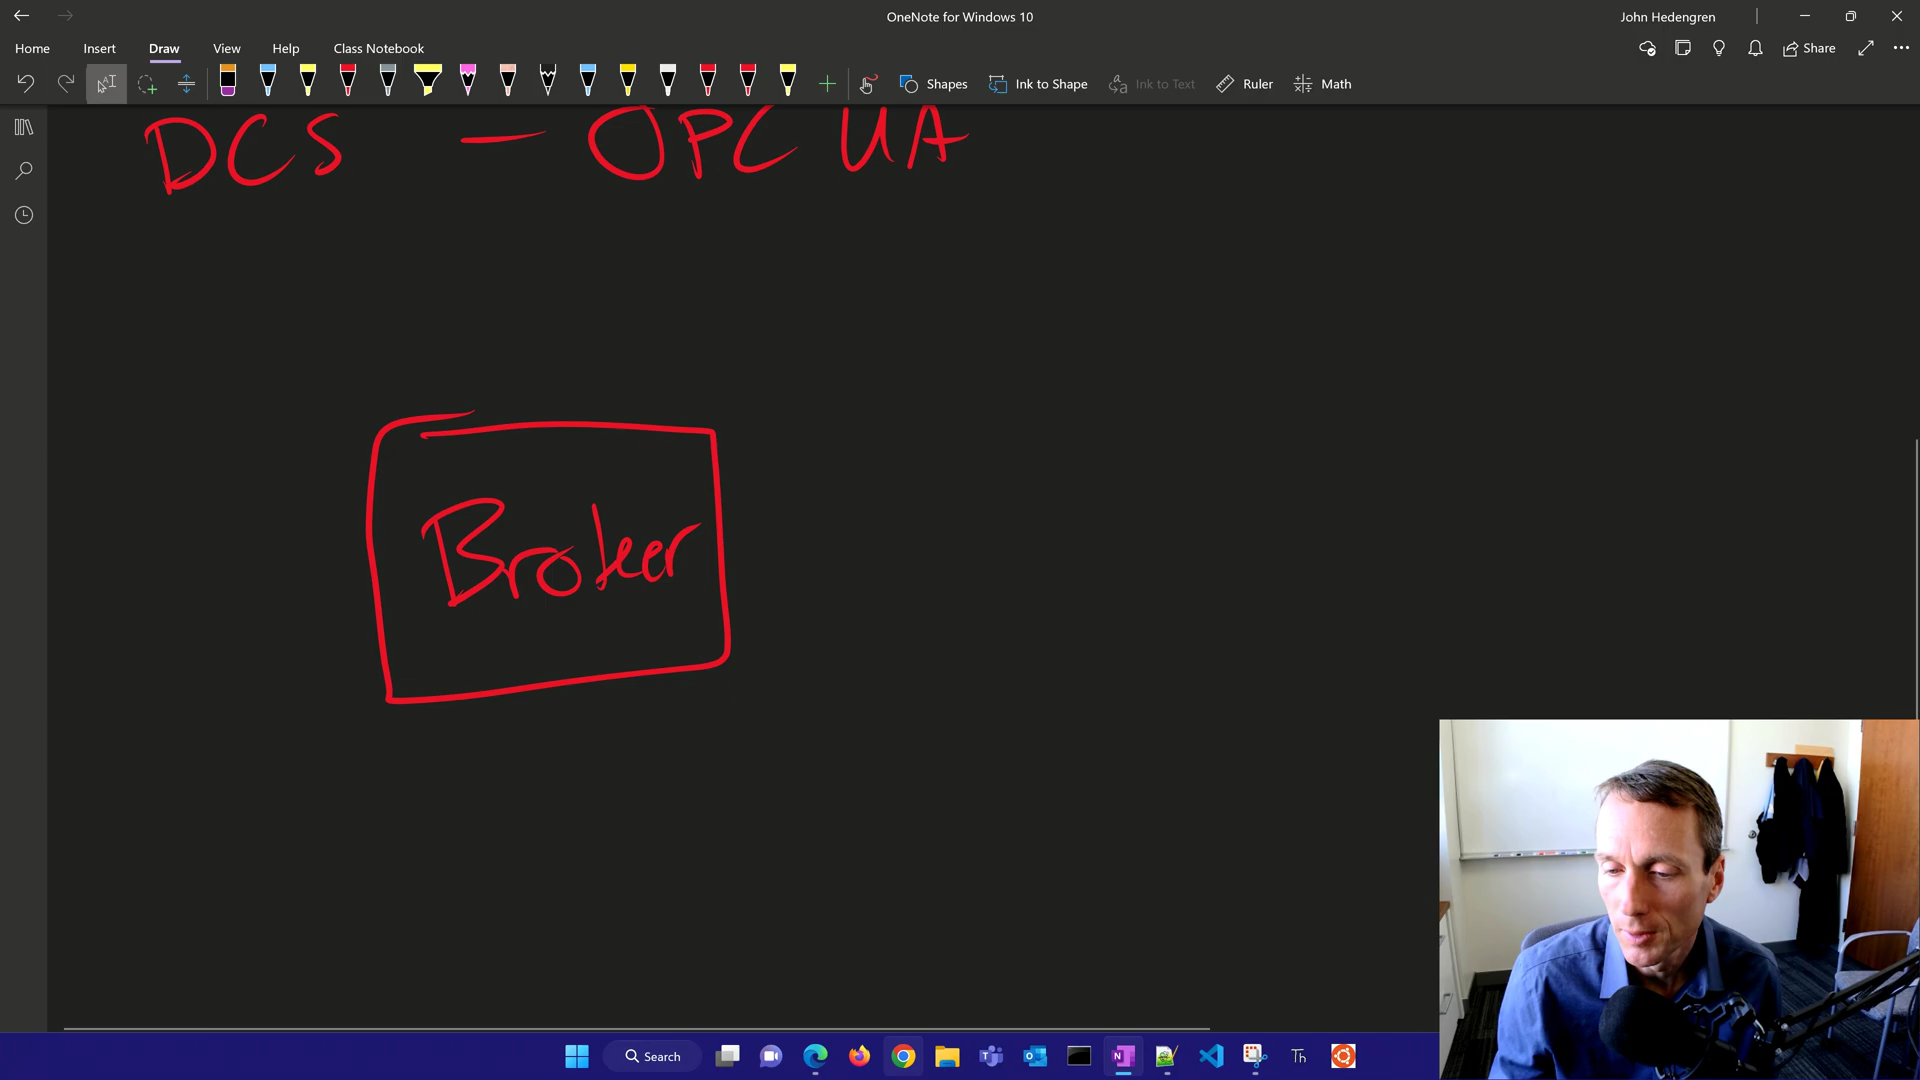 OneNote for Windows 10
John Hedengren
Home Insert Draw View Help Class Notebook
Share
Shapes Ink to Shape Ink to Text Ruler Math
DCS — OPC UA
Broker
Search
Th